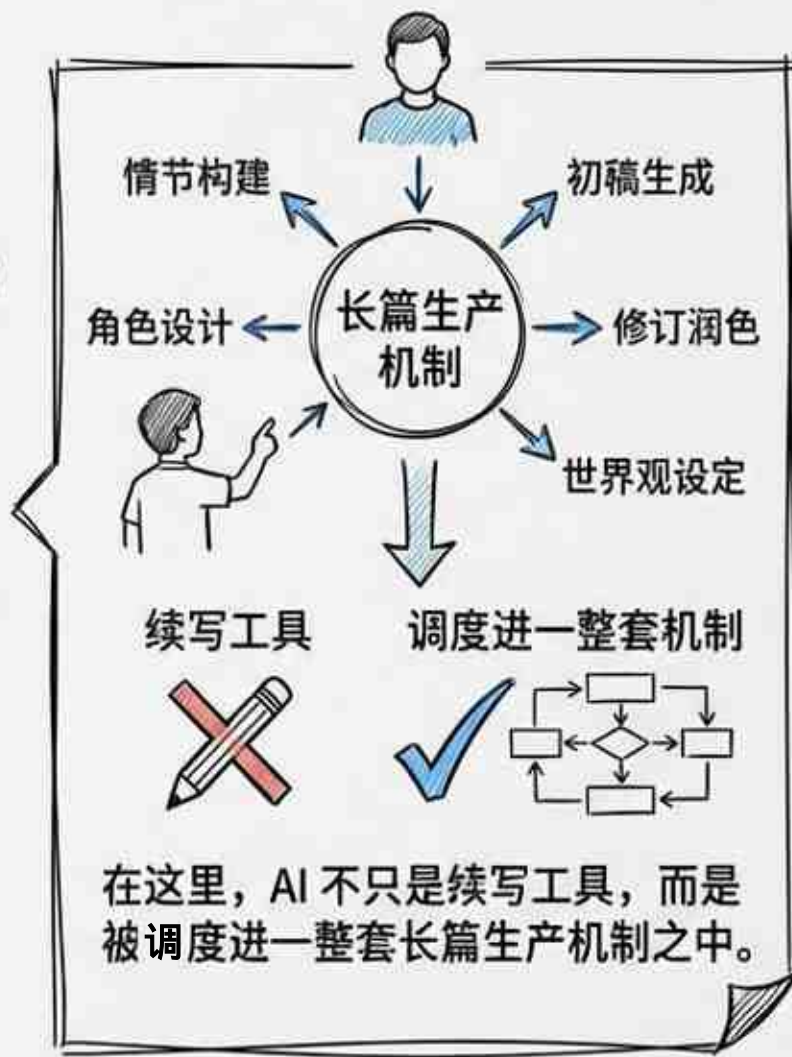 情节构建
初稿生成
角色设计
长篇生产
机制
修订润色
世界观设定
续写工具
调度进一整套机制
在这里，AI 不只是续写工具，而是
被调度进一整套长篇生产机制之中。